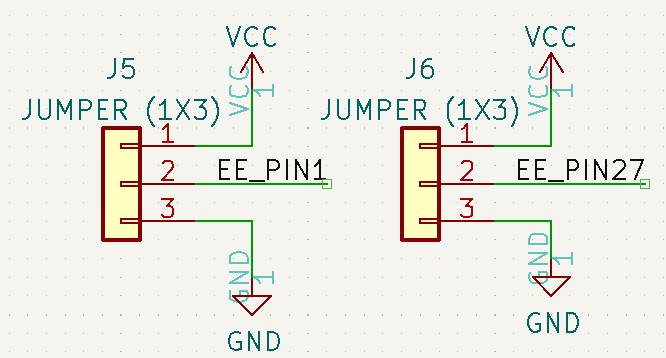 VCC
J5
VCC
1
JUMPER (1X3)
1
2
EE_PIN1
3
GND
1
GND
VCC
J6
VCC
1
JUMPER (1X3)
1
2
EE_PIN27
3
GND
1
GND